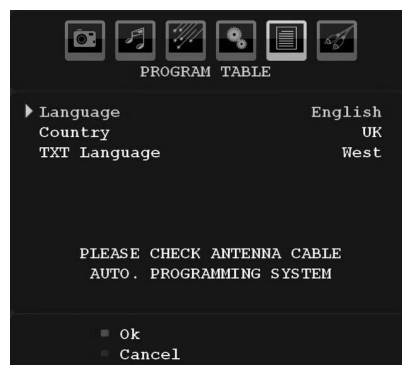 PROGRAM TABLE
Language English
Country UK
TXT Language West
PLEASE CHECK ANTENNA CABLE
AUTO. PROGRAMMING SYSTEM
Ok
Cancel